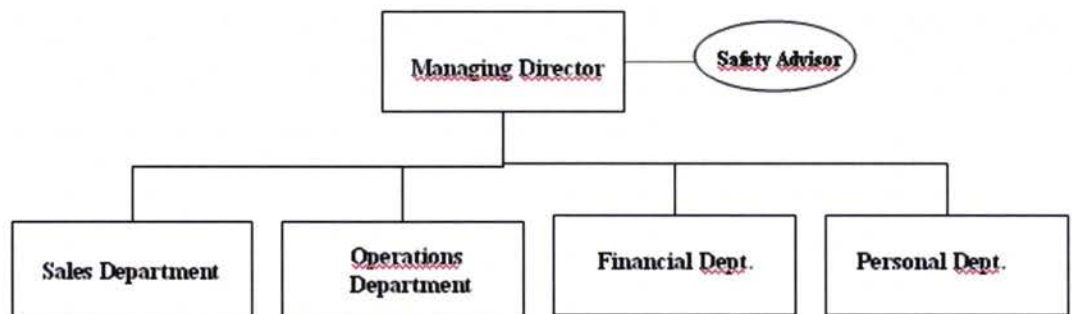 Managing Director
Safety Advisor
Sales Department
Operations
Department
Financial Dept.
Personal Dept.